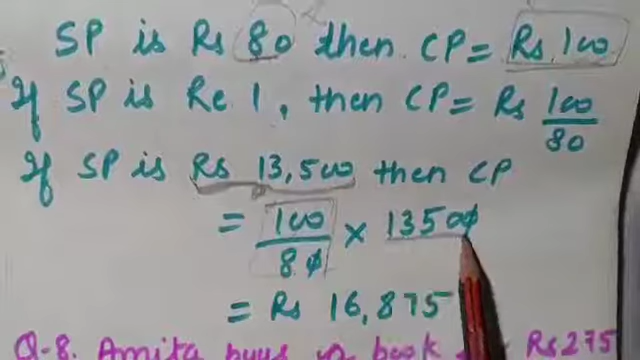 SP is Rs 80 then CP = Rs. 100
If SP is Re 1, then CP = Rs 100/80
If SP is Rs 13,500 then CP
= 100/80 × 13500
= Rs 16,875
Q-8. Amita buys book Rs 275